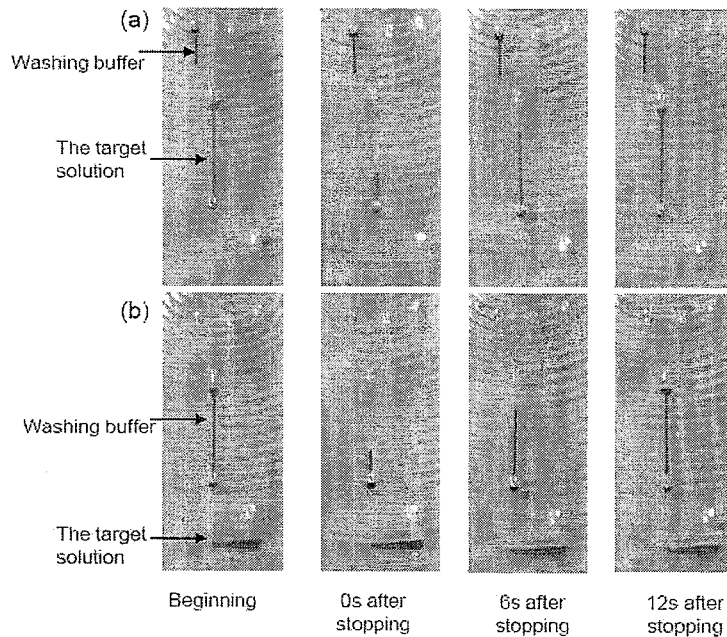 (a)
Washing buffer
The target
solution
(b)
Washing buffer
The target
solution
Beginning
0s after
stopping
6s after
stopping
12s after
stopping